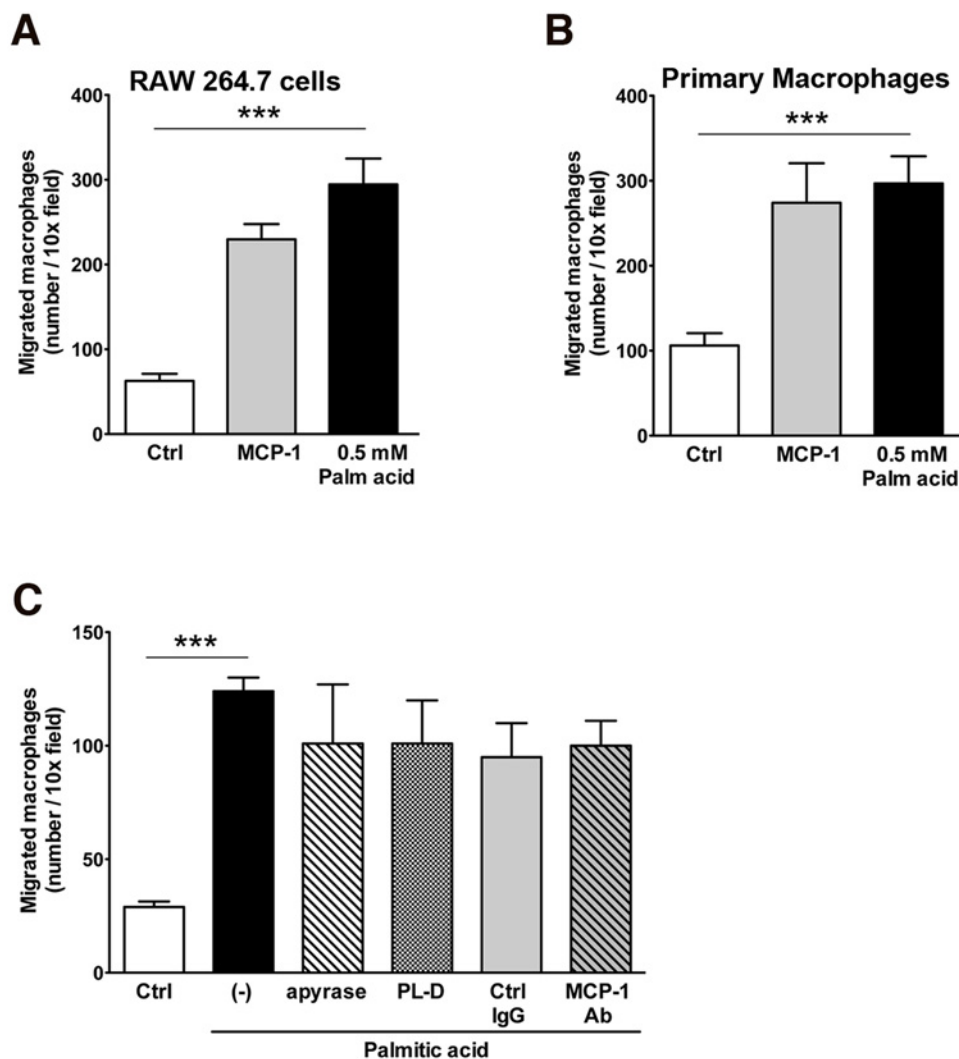 A
RAW 264.7 cells
Migrated macrophages
(number / 10x field)
400
300
200
100
0
***
Ctrl
MCP-1
0.5 mM
Palm acid
B
Primary Macrophages
Migrated macrophages
(number / 10x field)
400
300
200
100
0
***
Ctrl
MCP-1
0.5 mM
Palm acid
C
Migrated macrophages
(number / 10x field)
150
100
50
0
***
Ctrl
(-)
apyrase
PL-D
Ctrl
IgG
MCP-1
Ab
Palmitic acid